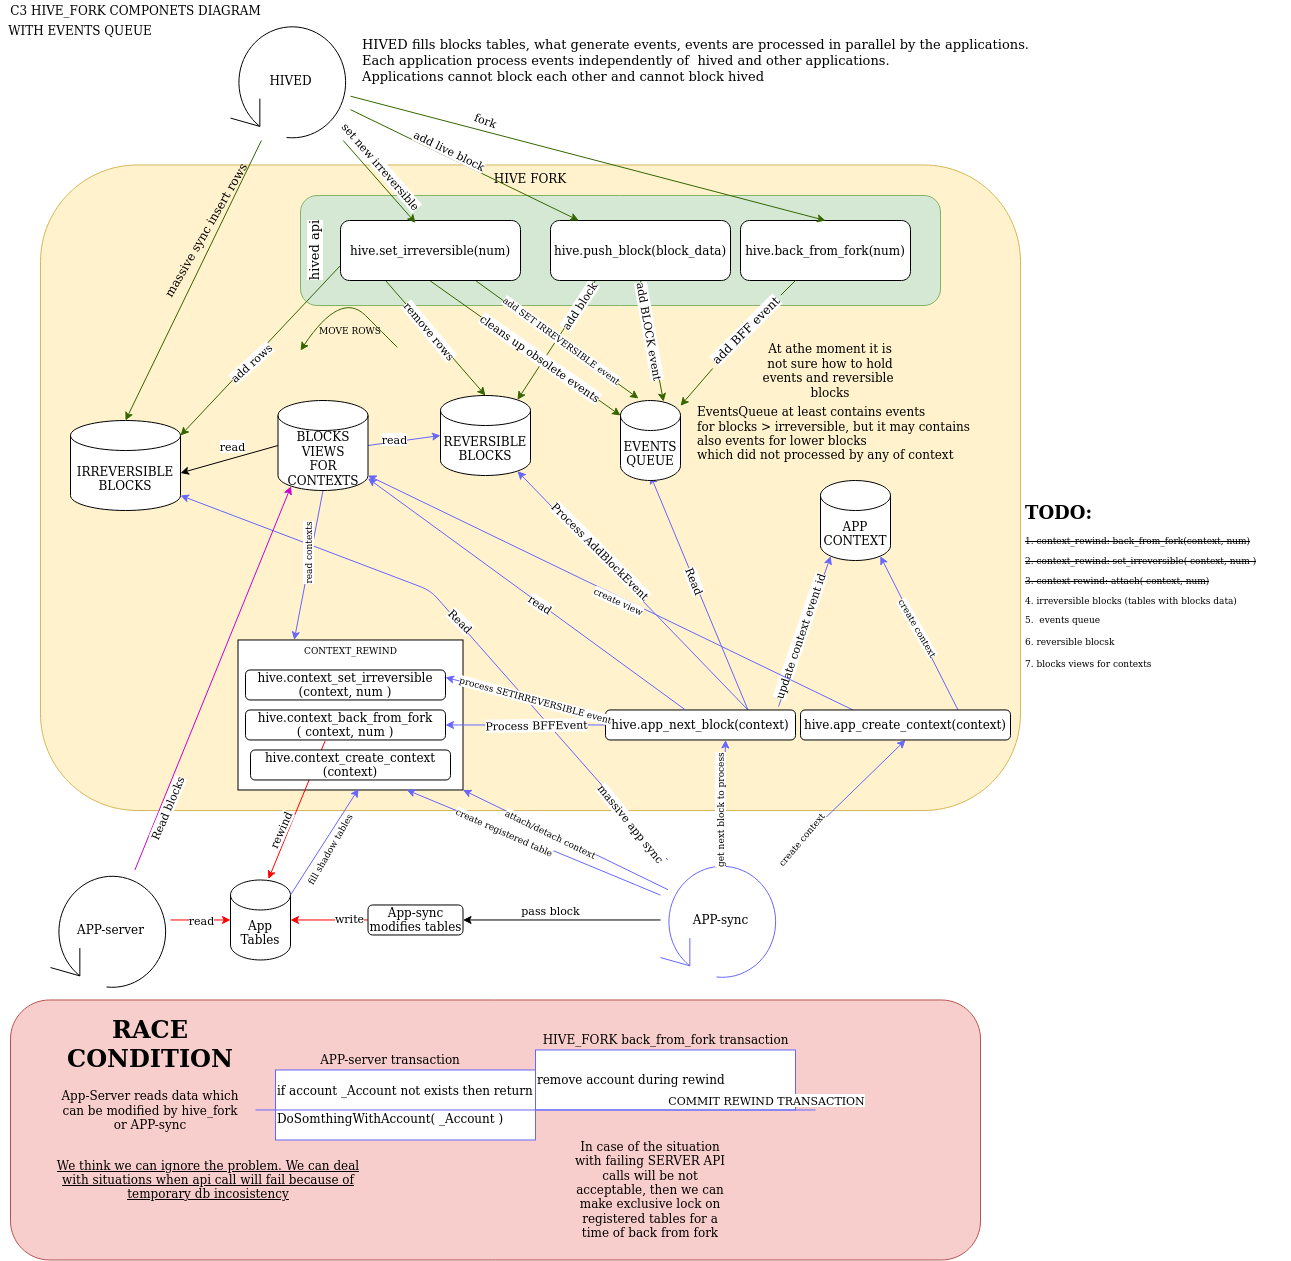 C3 HIVE_FORK COMPONETS DIAGRAM
WITH EVENTS QUEUE
HIVED
HIVED fills blocks tables, what generate events, events are processed in parallel by the applications.
Each application process events independently of  hived and other applications.
Applications cannot block each other and cannot block hived
fork
add live block
set new irreversible
massive sync insert rows
HIVE FORK
hived api
hive.set_irreversible(num)
hive.push_block(block_data)
hive.back_from_fork(num)
MOVE ROWS
add rows
remove rows
cleans up obsolete events
add SET IRREVERSIBLE event
add block
add BLOCK event
add BFF event
At athe moment it is
not sure how to hold
events and reversible
blocks
EventsQueue at least contains events
for blocks > irreversible, but it may contains
also events for lower blocks
which did not processed by any of context
IRREVERSIBLE
BLOCKS
read
BLOCKS
VIEWS
FOR
CONTEXTS
read
REVERSIBLE
BLOCKS
EVENTS
QUEUE
APP
CONTEXT
TODO:
1. context_rewind: back_from_fork(context, num)
2. context_rewind: set_irreversible( context, num )
3. context rewind: attach( context, num)
4. irreversible blocks (tables with blocks data)
5.  events queue
6. reversible blocsk
7. blocks views for contexts
read contexts
Process AddBlockEvent
Read
create view
read
Read
update context event id
create context
CONTEXT_REWIND
hive.context_set_irreversible
(context, num )
hive.context_back_from_fork
( context, num )
hive.context_create_context
(context)
process SETIRREVERSIBLE event
Process BFFEvent
hive.app_next_block(context)
hive.app_create_context(context)
Read blocks
rewind
fill shadow tables
create registered table
attach/detach context
massive app sync
get next block to process
create context
APP-server
read
App
Tables
write
App-sync
modifies tables
pass block
APP-sync
RACE
CONDITION
App-Server reads data which
can be modified by hive_fork
or APP-sync
We think we can ignore the problem. We can deal
with situations when api call will fail because of
temporary db incosistency
APP-server transaction
if account _Account not exists then return
DoSomthingWithAccount( _Account )
HIVE_FORK back_from_fork transaction
remove account during rewind
COMMIT REWIND TRANSACTION
In case of the situation
with failing SERVER API
calls will be not
acceptable, then we can
make exclusive lock on
registered tables for a
time of back from fork